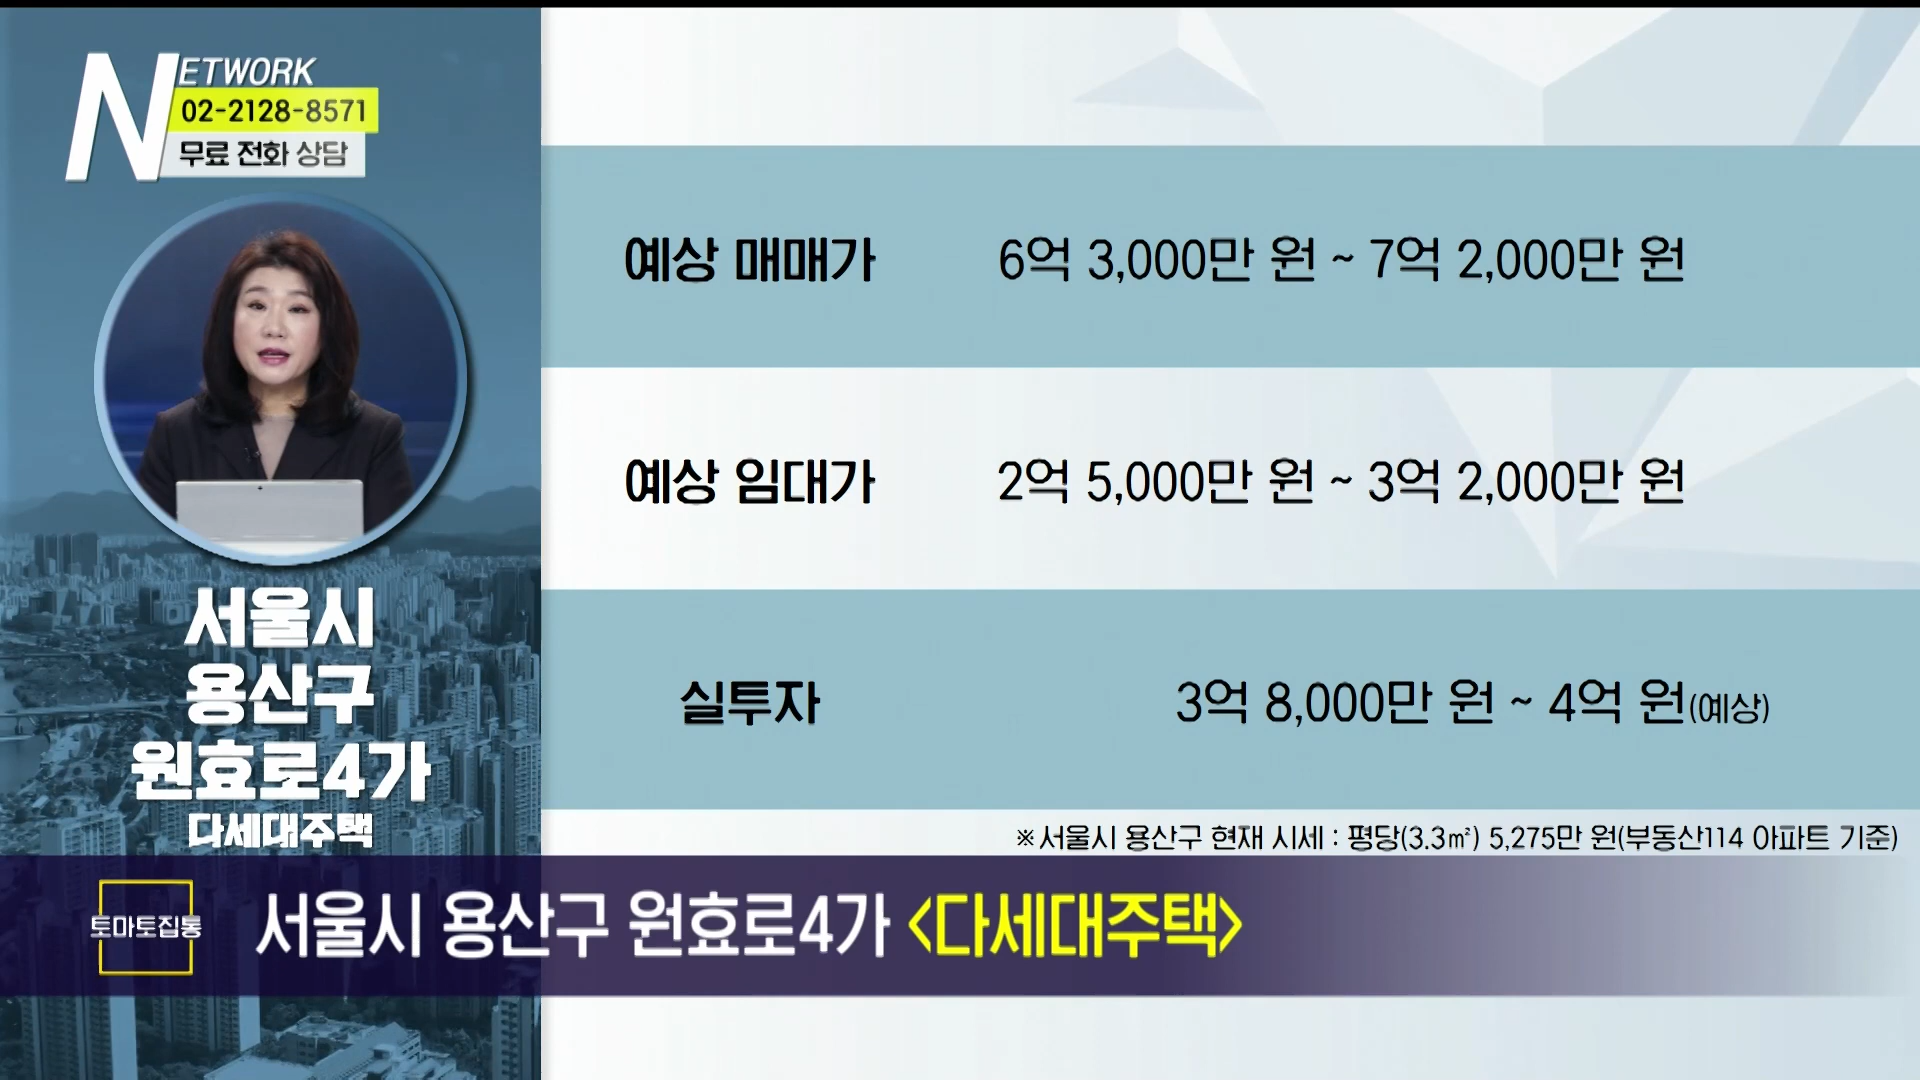 NETWORK
02-2128-8571
무료 전화 상담
서울시
용산구
원효로4가
다세대주택
예상 매매가 6억 3,000만 원 ~ 7억 2,000만 원
예상 임대가 2억 5,000만 원 ~ 3억 2,000만 원
실투자 3억 8,000만 원 ~ 4억 원(예상)
※서울시 용산구 현재 시세 : 평당(3.3㎡) 5,275만 원(부동산114 아파트 기준)
토마토집통 서울시 용산구 원효로4가 <다세대주택>